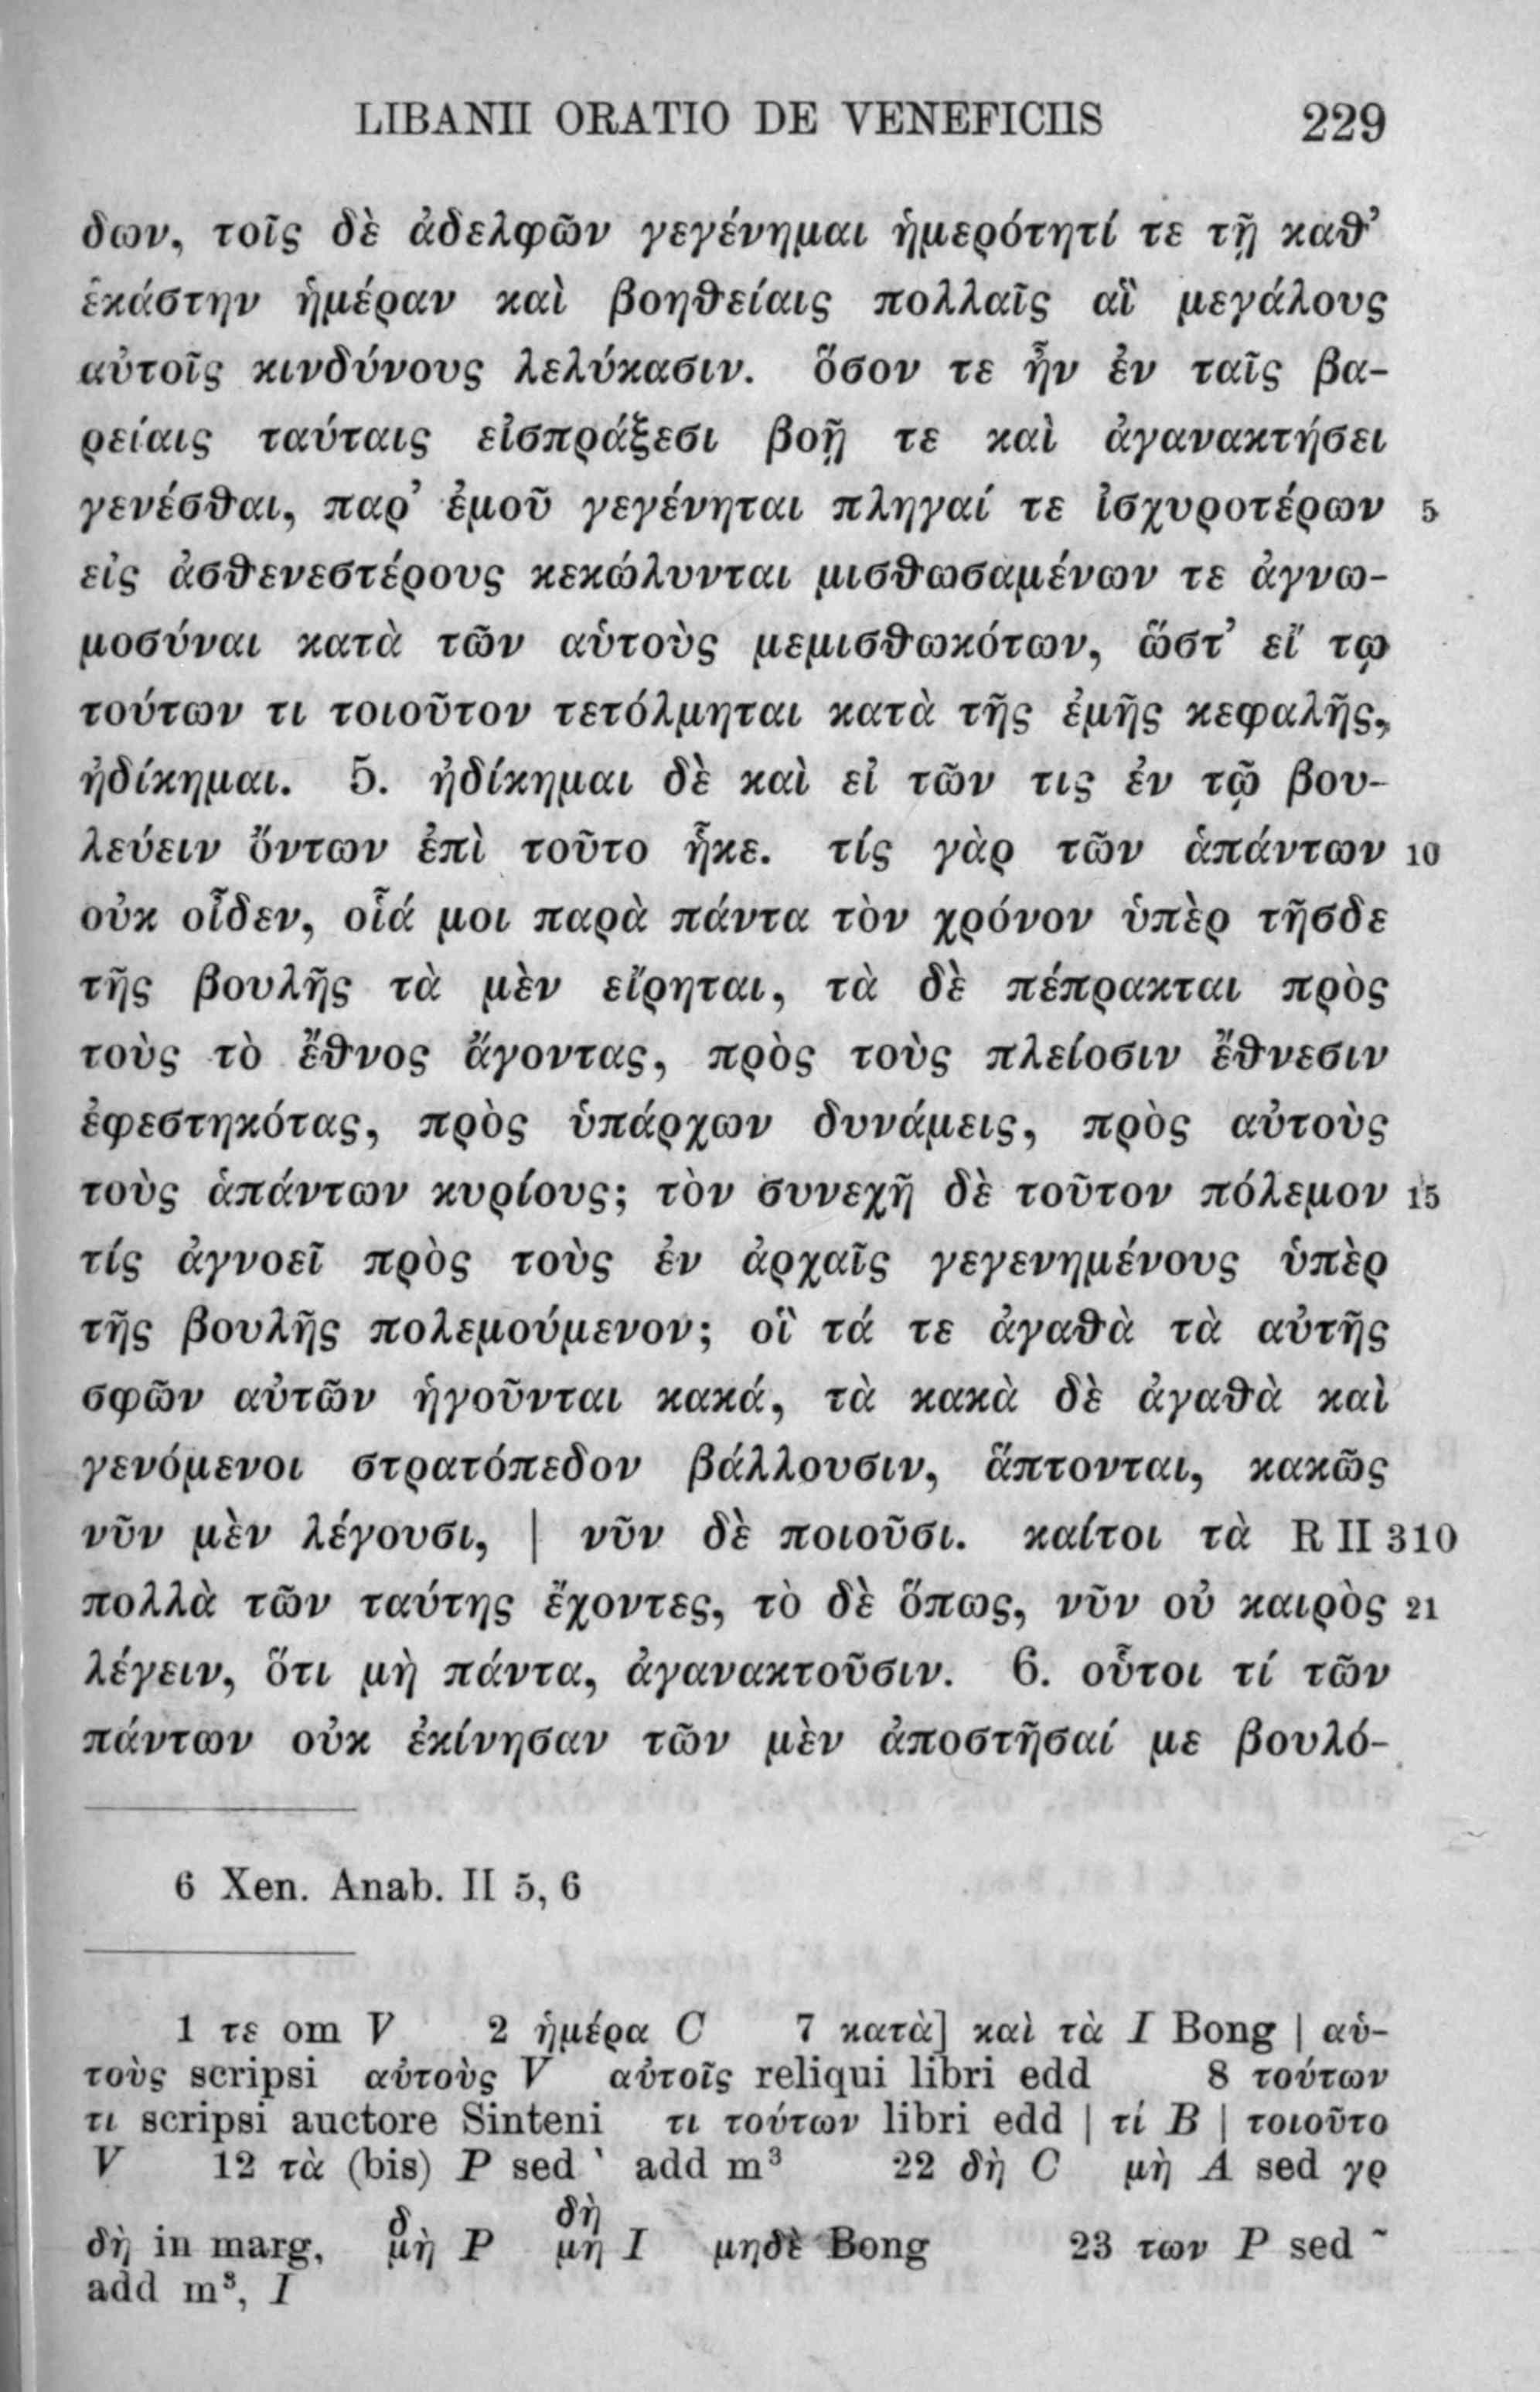 LIBANII ORATIO DE VENEFICIIS 229
δων, τοῖς δὲ ἀδελφῶν γεγένημαι ἡμερότητί τε τῇ καθ’
ἑκάστην ἡμέραν καὶ βοηθείαις πολλαῖς αἳ μεγάλους
αὐτοῖς κινδύνους λελύκασιν. ὅσον τε ἦν ἐν ταῖς βα-
ρείαις ταύταις εἰσπράξεσι βοῇ τε καὶ ἀγανακτήσει
γενέσθαι, παρ’ ἐμοῦ γεγένηται πληγαί τε ἰσχυροτέρων 5
εἰς ἀσθενεστέρους κεκώλυνται μισθωσαμένων τε ἀγνω-
μοσύναι κατὰ τῶν αὑτοὺς μεμισθωκότων, ὥστ’ εἴ τῳ
τούτων τι τοιοῦτον τετόλμηται κατὰ τῆς ἐμῆς κεφαλῆς,
ἠδίκημαι. 5. ἠδίκημαι δὲ καὶ εἰ τῶν τις ἐν τῷ βου-
λεύειν ὄντων ἐπὶ τοῦτο ἧκε. τίς γὰρ τῶν ἁπάντων 10
οὐκ οἶδεν, οἷά μοι παρὰ πάντα τὸν χρόνον ὑπὲρ τῆσδε
τῆς βουλῆς τὰ μὲν εἴρηται, τὰ δὲ πέπρακται πρὸς
τοὺς τὸ ἔθνος ἄγοντας, πρὸς τοὺς πλείοσιν ἔθνεσιν
ἐφεστηκότας, πρὸς ὑπάρχων δυνάμεις, πρὸς αὐτοὺς
τοὺς ἁπάντων κυρίους; τὸν συνεχῆ δὲ τοῦτον πόλεμον 15
τίς ἀγνοεῖ πρὸς τοὺς ἐν ἀρχαῖς γεγενημένους ὑπὲρ
τῆς βουλῆς πολεμούμενον; οἳ τά τε ἀγαθὰ τὰ αὐτῆς
σφῶν αὐτῶν ἡγοῦνται κακά, τὰ κακὰ δὲ ἀγαθὰ καὶ
γενόμενοι στρατόπεδον βάλλουσιν, ἅπτονται, κακῶς
νῦν μὲν λέγουσι, | νῦν δὲ ποιοῦσι. καίτοι τὰ R II 310
πολλὰ τῶν ταύτης ἔχοντες, τὸ δὲ ὅπως, νῦν οὐ καιρὸς 21
λέγειν, ὅτι μὴ πάντα, ἀγανακτοῦσιν. 6. οὗτοι τί τῶν
πάντων οὐκ ἐκίνησαν τῶν μὲν ἀποστῆσαί με βουλό-
6 Xen. Anab. II 5, 6
1 τε om V 2 ἡμέρα C 7 κατὰ] καὶ τὰ I Bong | αὑ-
τοὺς scripsi αὐτοὺς V αὐτοῖς reliqui libri edd 8 τούτων
τι scripsi auctore Sinteni τι τούτων libri edd | τί B | τοιοῦτο
V 12 τὰ (bis) P sed ` add m³ 22 δὴ C μὴ A sed γρ
δ δὴ
δὴ in marg, μὴ P μη I μηδὲ Bong 23 των P sed ῀
add m³, I